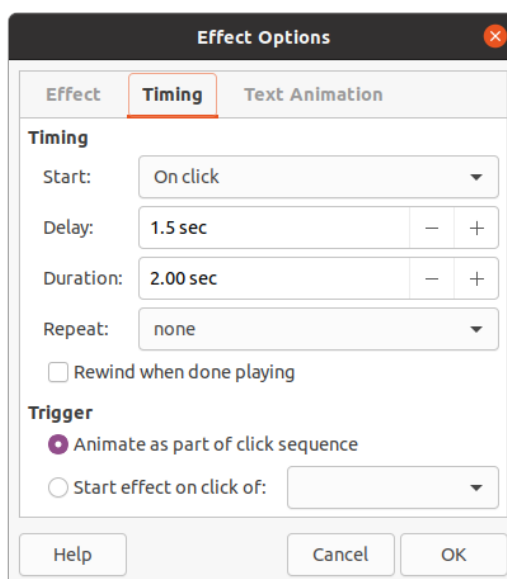 Effect Options
Effect Timing Text Animation
Timing
Start: On click
Delay: 1.5 sec
Duration: 2.00 sec
Repeat: none
Rewind when done playing
Trigger
Animate as part of click sequence
Start effect on click of:
Help Cancel OK